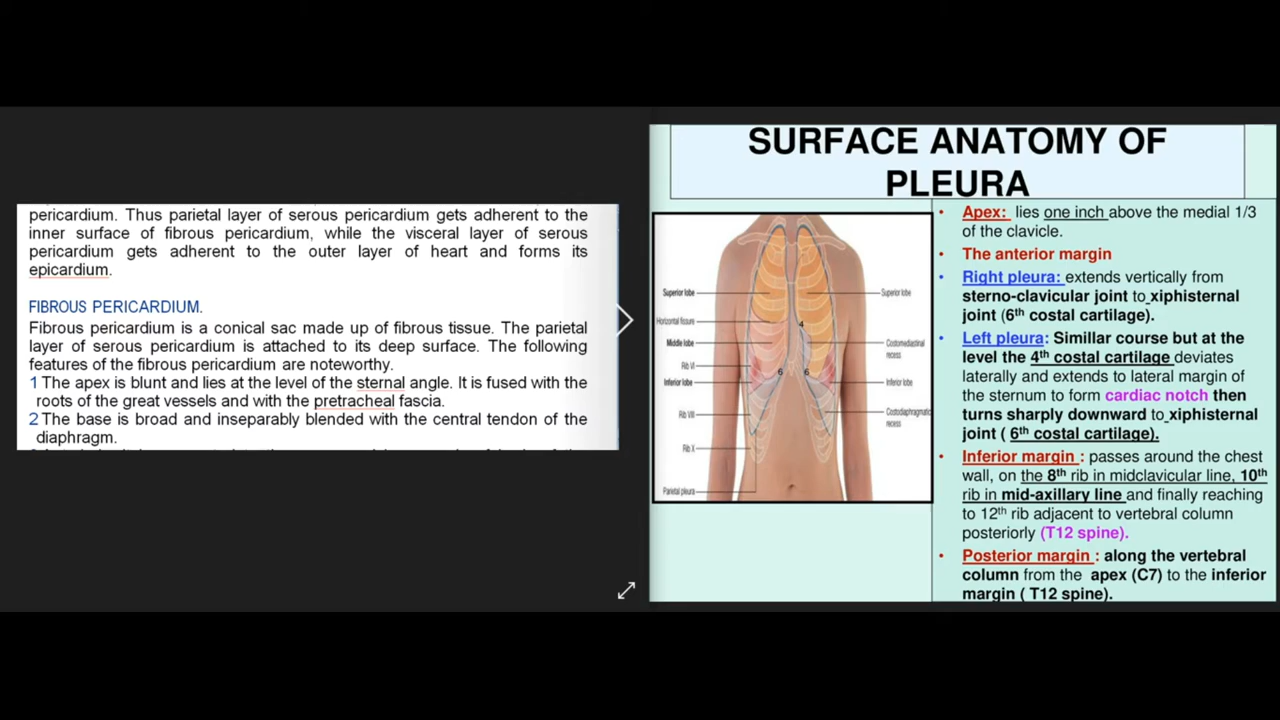 pericardium. Thus parietal layer of serous pericardium gets adherent to the
inner surface of fibrous pericardium, while the visceral layer of serous
pericardium gets adherent to the outer layer of heart and forms its
epicardium.
FIBROUS PERICARDIUM.
Fibrous pericardium is a conical sac made up of fibrous tissue. The parietal
layer of serous pericardium is attached to its deep surface. The following
features of the fibrous pericardium are noteworthy.
1 The apex is blunt and lies at the level of the sternal angle. It is fused with the
roots of the great vessels and with the pretracheal fascia.
2 The base is broad and inseparably blended with the central tendon of the
diaphragm.
SURFACE ANATOMY OF
PLEURA
Superior lobe
Horizontal fissure
Middle lobe
Rib VI
Inferior lobe
Rib VIII
Rib X
Parietal pleura
4
6
6
Superior lobe
Costomediastinal
recess
Inferior lobe
Costodiaphragmatic
recess
• Apex: lies one inch above the medial 1/3
of the clavicle.
• The anterior margin
• Right pleura: extends vertically from
sterno-clavicular joint to xiphisternal
joint (6th costal cartilage).
• Left pleura: Simillar course but at the
level the 4th costal cartilage deviates
laterally and extends to lateral margin of
the sternum to form cardiac notch then
turns sharply downward to xiphisternal
joint ( 6th costal cartilage).
• Inferior margin : passes around the chest
wall, on the 8th rib in midclavicular line, 10th
rib in mid-axillary line and finally reaching
to 12th rib adjacent to vertebral column
posteriorly (T12 spine).
• Posterior margin : along the vertebral
column from the apex (C7) to the inferior
margin ( T12 spine).